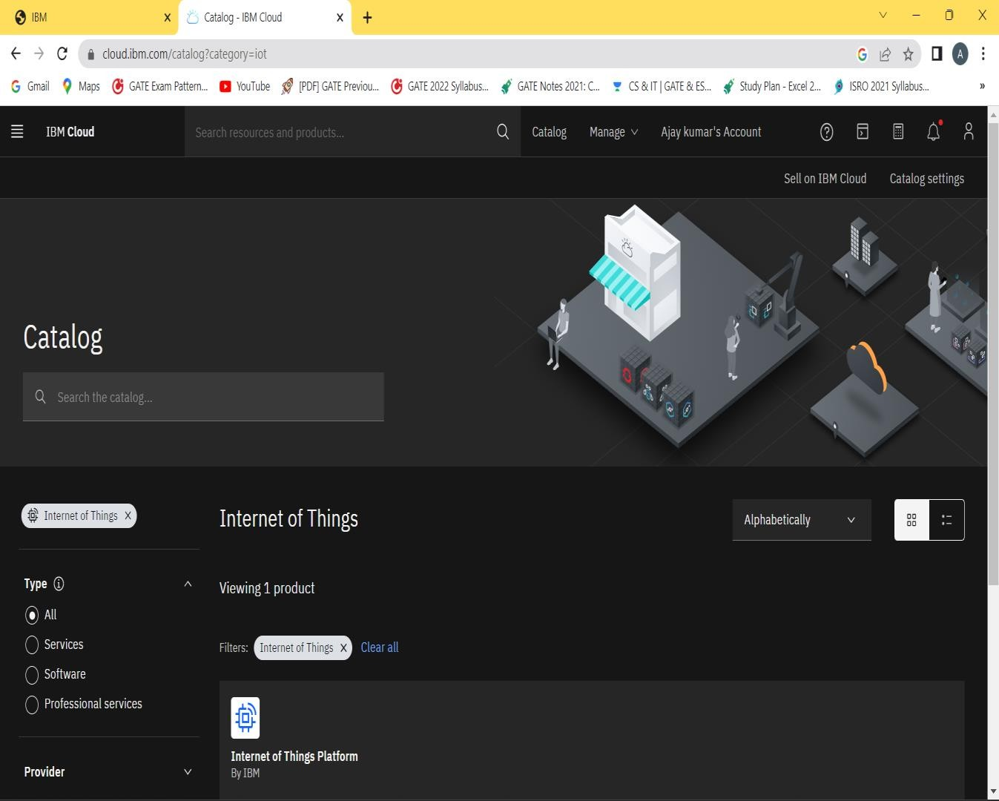 IBM
Catalog - IBM Cloud
cloud.ibm.com/catalog?category=iot
A
Gmail
Maps
GATE Exam Pattern...
YouTube
[PDF] GATE Previou...
GATE 2022 Syllabus...
GATE Notes 2021: C...
CS & IT | GATE & ES...
Study Plan - Excel 2...
ISRO 2021 Syllabus...
»
IBM Cloud
Search resources and products...
Catalog
Manage
Ajay kumar's Account
Sell on IBM Cloud
Catalog settings
Catalog
Search the catalog...
Internet of Things
Internet of Things
Alphabetically
Type
All
Services
Software
Professional services
Provider
Viewing 1 product
Filters: Internet of Things Clear all
Internet of Things Platform
By IBM